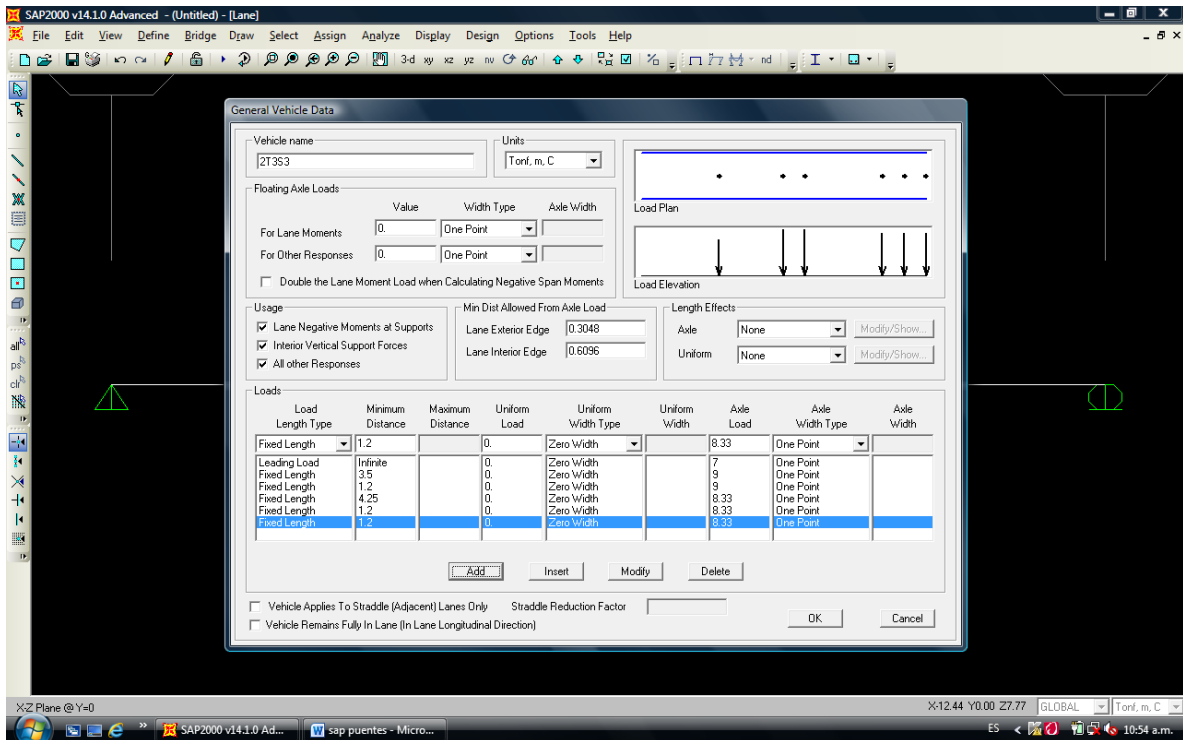 SAP2000 v14.1.0 Advanced - (Untitled) - [Lane]
File Edit View Define Bridge Draw Select Assign Analyze Display Design Options Tools Help
3-d xy xz yz nv nd
General Vehicle Data
Vehicle name
2T3S3
Units
Tonf, m, C
Floating Axle Loads
Value Width Type Axle Width
For Lane Moments 0. One Point
For Other Responses 0. One Point
Double the Lane Moment Load when Calculating Negative Span Moments
Load Plan
Load Elevation
Usage
Lane Negative Moments at Supports
Interior Vertical Support Forces
All other Responses
Min Dist Allowed From Axle Load
Lane Exterior Edge 0.3048
Lane Interior Edge 0.6096
Length Effects
Axle None Modify/Show...
Uniform None Modify/Show...
Loads
Load Length Type Minimum Distance Maximum Distance Uniform Load Uniform Width Type Uniform Width Axle Load Axle Width Type Axle Width
Fixed Length 1.2 0. Zero Width 8.33 One Point
Leading Load Infinite 0. Zero Width 7 One Point
Fixed Length 3.5 0. Zero Width 9 One Point
Fixed Length 1.2 0. Zero Width 9 One Point
Fixed Length 4.25 0. Zero Width 8.33 One Point
Fixed Length 1.2 0. Zero Width 8.33 One Point
Fixed Length 1.2 0. Zero Width 8.33 One Point
Add Insert Modify Delete
Vehicle Applies To Straddle (Adjacent) Lanes Only Straddle Reduction Factor
Vehicle Remains Fully In Lane (In Lane Longitudinal Direction)
OK Cancel
all
ps
clr
X-Z Plane @ Y=0
X-12.44 Y0.00 Z7.77 GLOBAL Tonf, m, C
SAP2000 v14.1.0 Ad... sap puentes - Micro... ES 10:54 a.m.